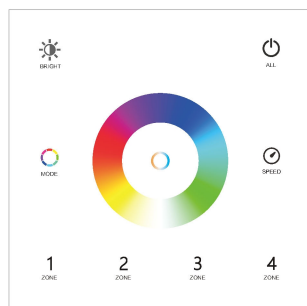 BRIGHT
ALL
MODE
SPEED
1 2 3 4
ZONE ZONE ZONE ZONE